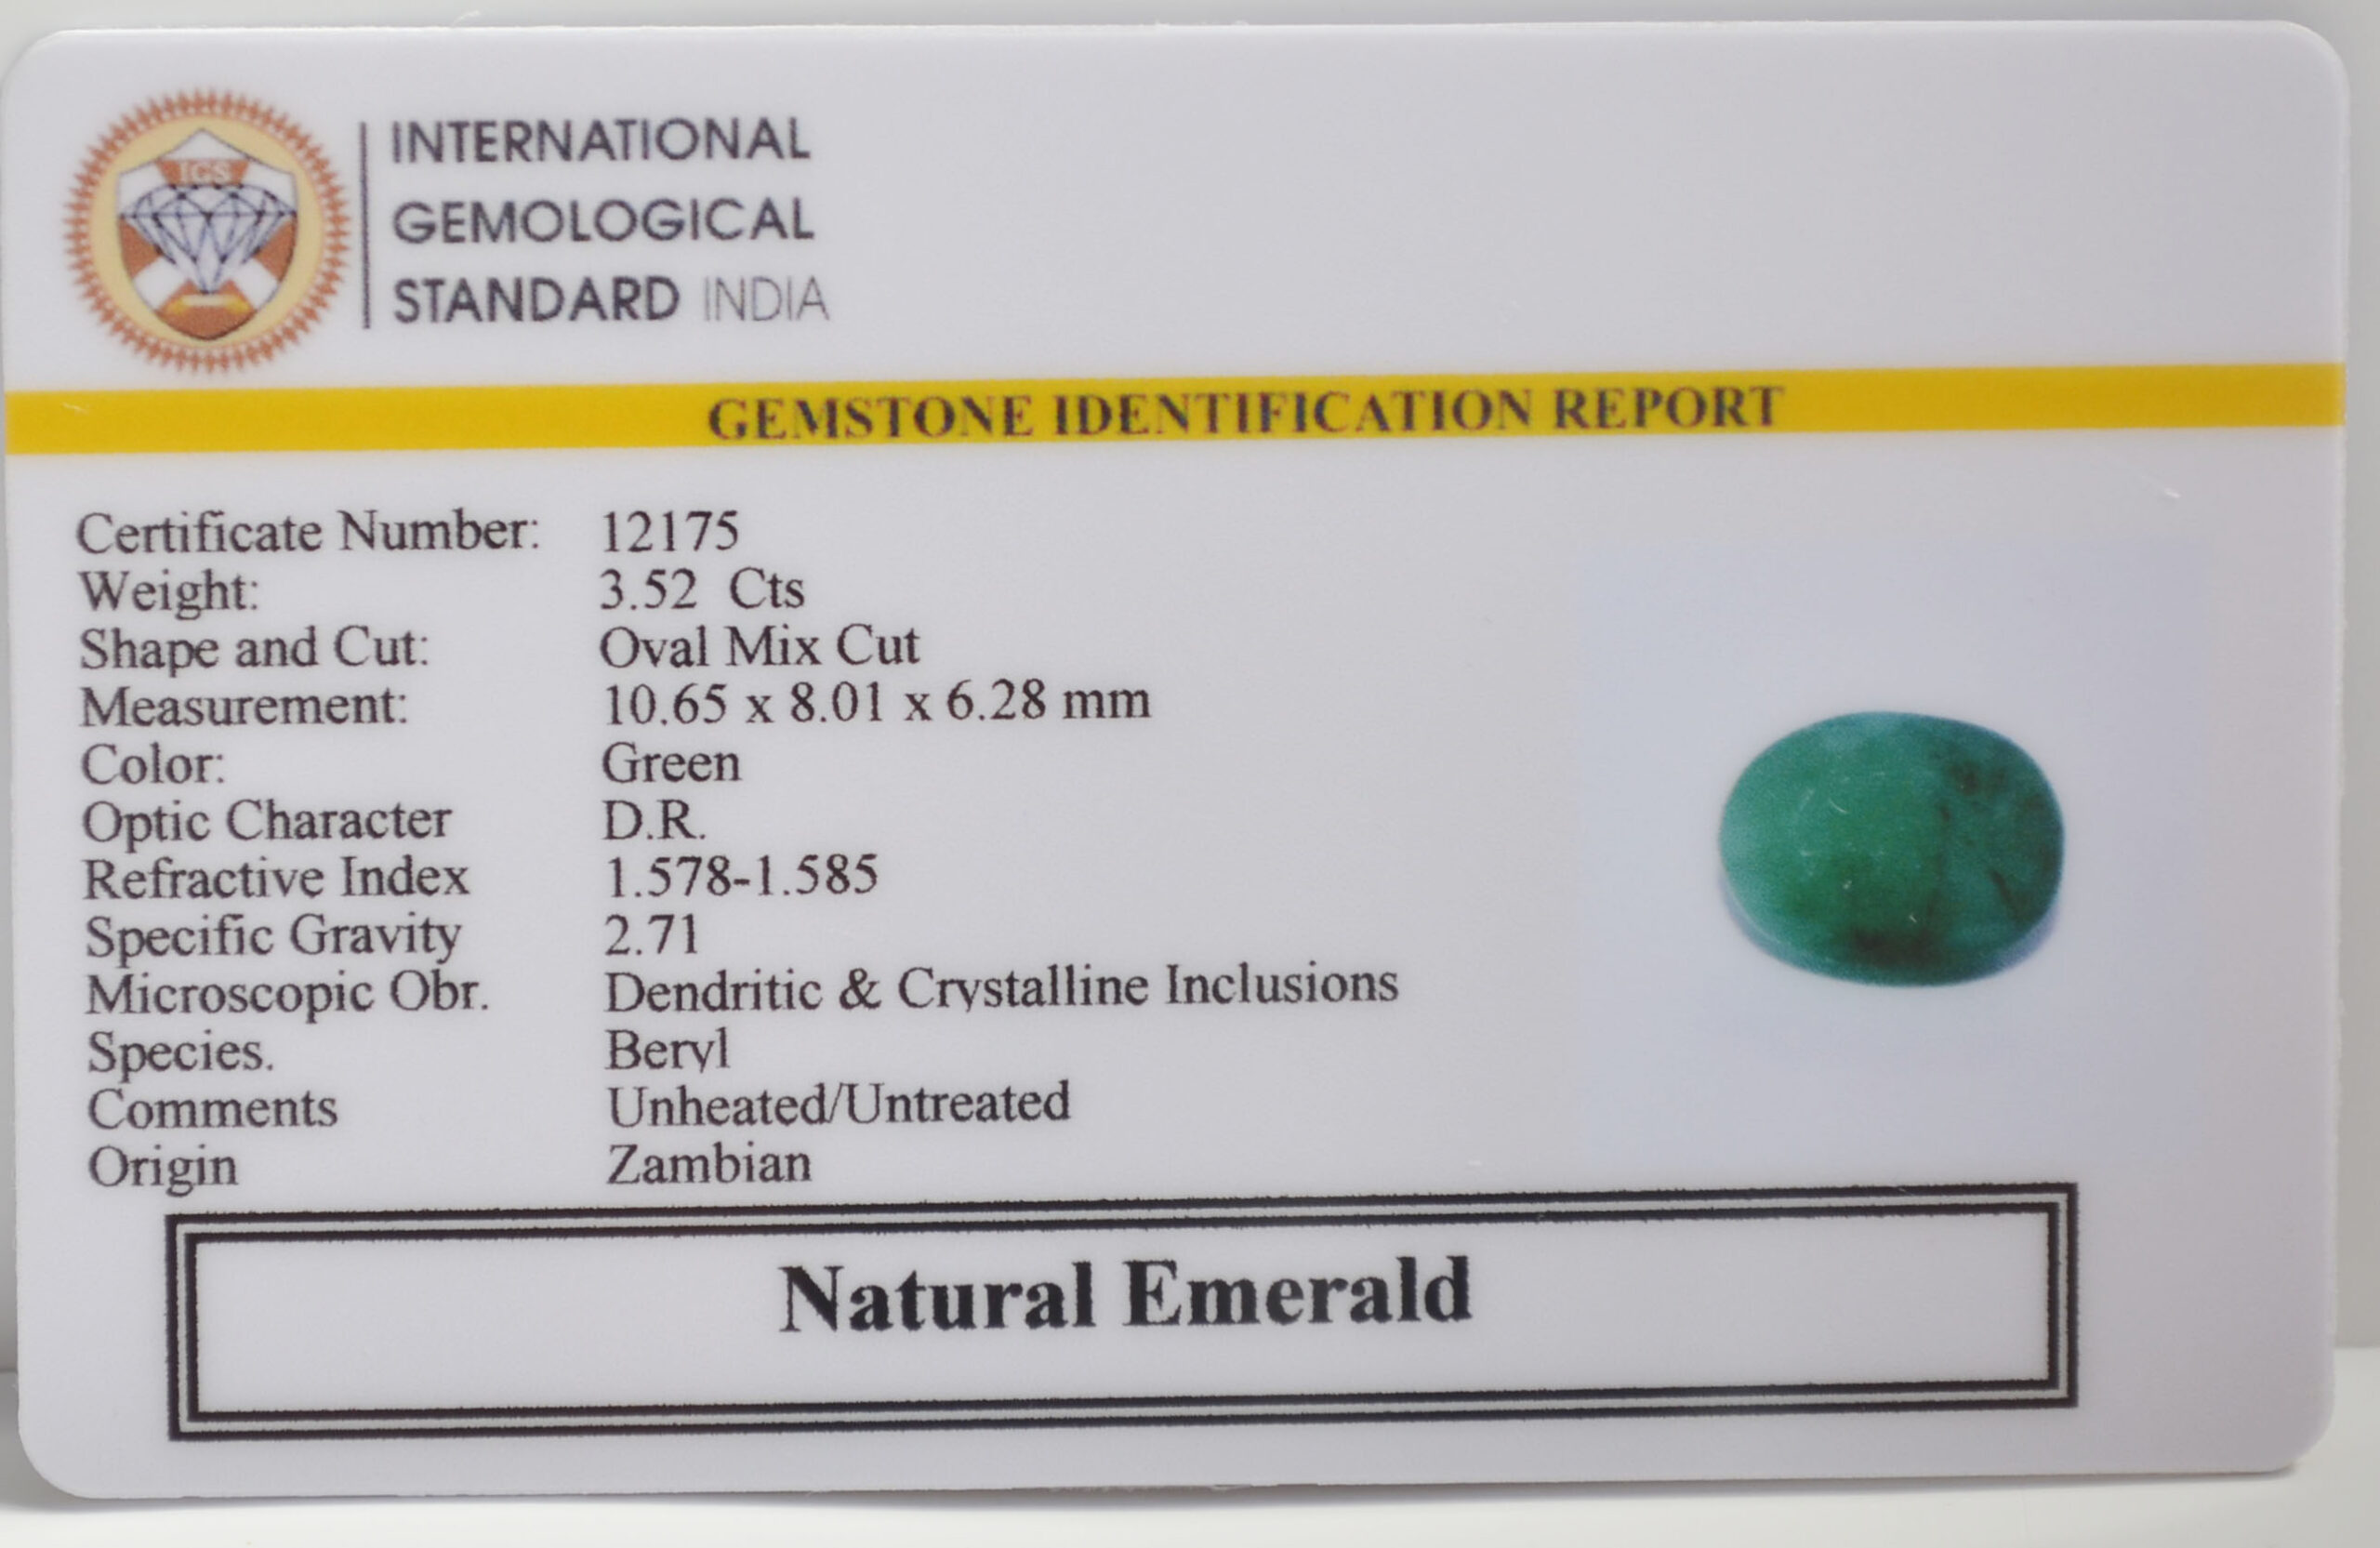 IGS
INTERNATIONAL
GEMOLOGICAL
STANDARD INDIA
GEMSTONE IDENTIFICATION REPORT
Certificate Number: 12175
Weight: 3.52 Cts
Shape and Cut: Oval Mix Cut
Measurement: 10.65 x 8.01 x 6.28 mm
Color: Green
Optic Character D.R.
Refractive Index 1.578-1.585
Specific Gravity 2.71
Microscopic Obr. Dendritic & Crystalline Inclusions
Species. Beryl
Comments Unheated/Untreated
Origin Zambian
Natural Emerald